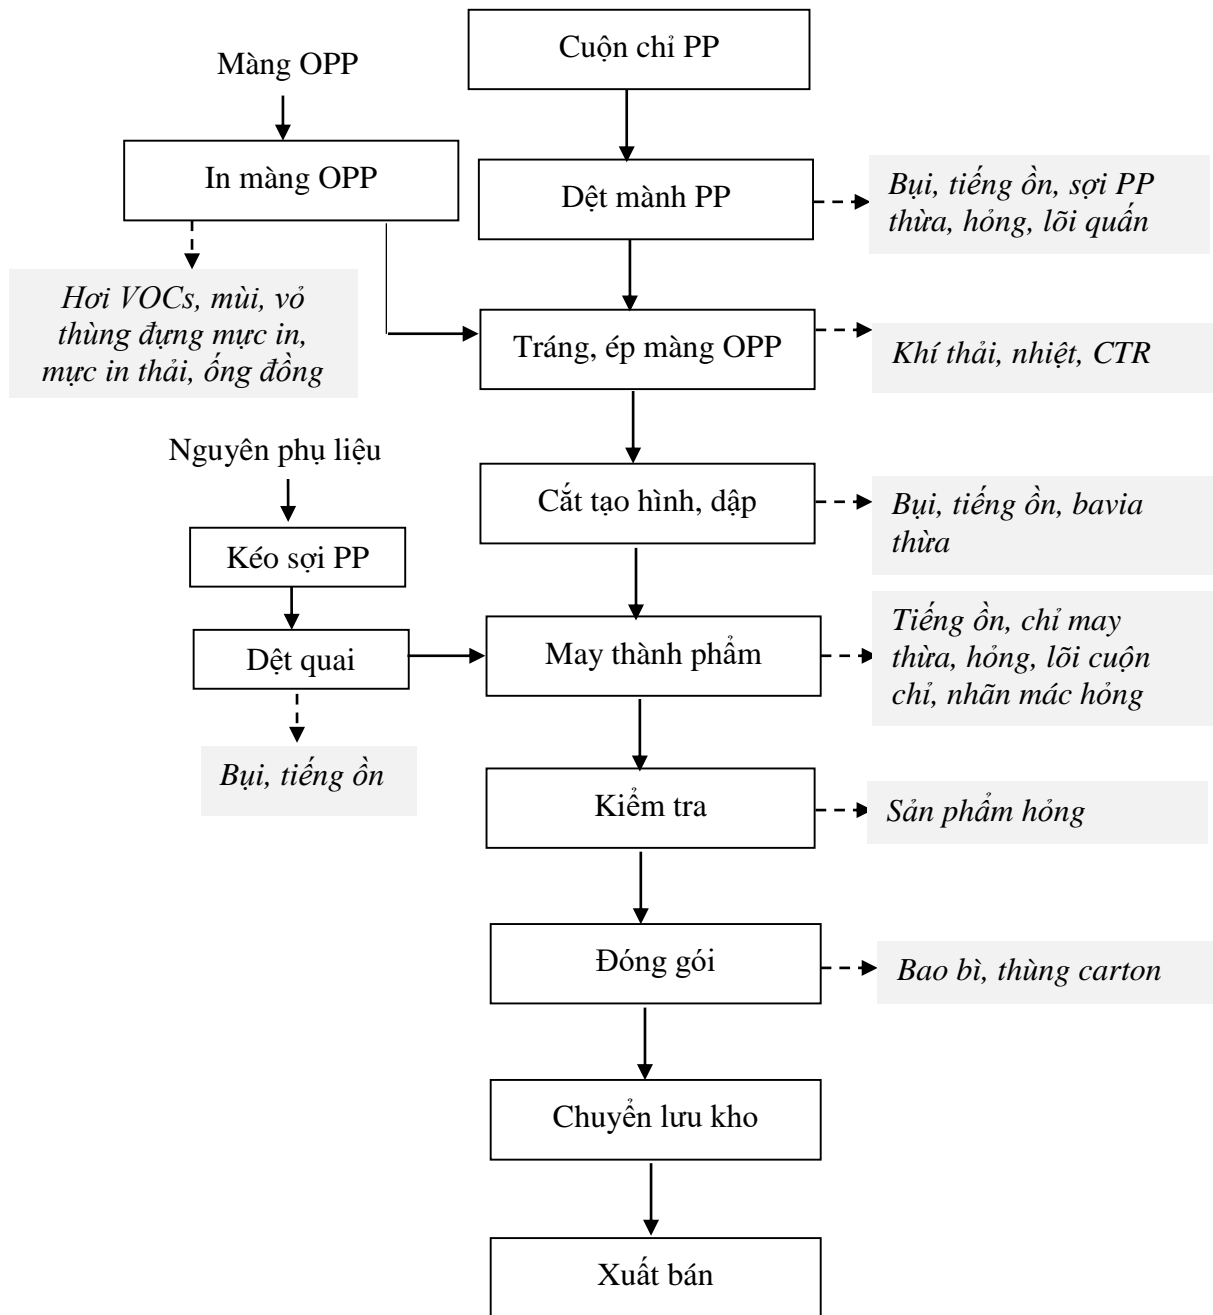 Cuộn chỉ PP
Màng OPP
In màng OPP
Dệt mành PP
Bụi, tiếng ồn, sợi PP
thừa, hỏng, lõi quấn
Hơi VOCs, mùi, vỏ
thùng đựng mực in,
mực in thải, ống đồng
Tráng, ép màng OPP
Khí thải, nhiệt, CTR
Nguyên phụ liệu
Cắt tạo hình, dập
Bụi, tiếng ồn, bavia
thừa
Kéo sợi PP
Dệt quai
May thành phẩm
Tiếng ồn, chỉ may
thừa, hỏng, lõi cuộn
chỉ, nhãn mác hỏng
Bụi, tiếng ồn
Kiểm tra
Sản phẩm hỏng
Đóng gói
Bao bì, thùng carton
Chuyển lưu kho
Xuất bán